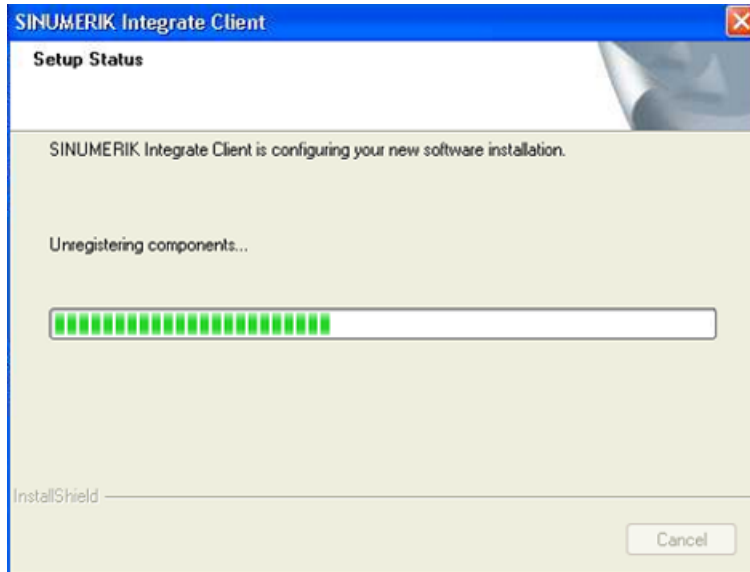 SINUMERIK Integrate Client
Setup Status
SINUMERIK Integrate Client is configuring your new software installation.
Unregistering components...
InstallShield
Cancel